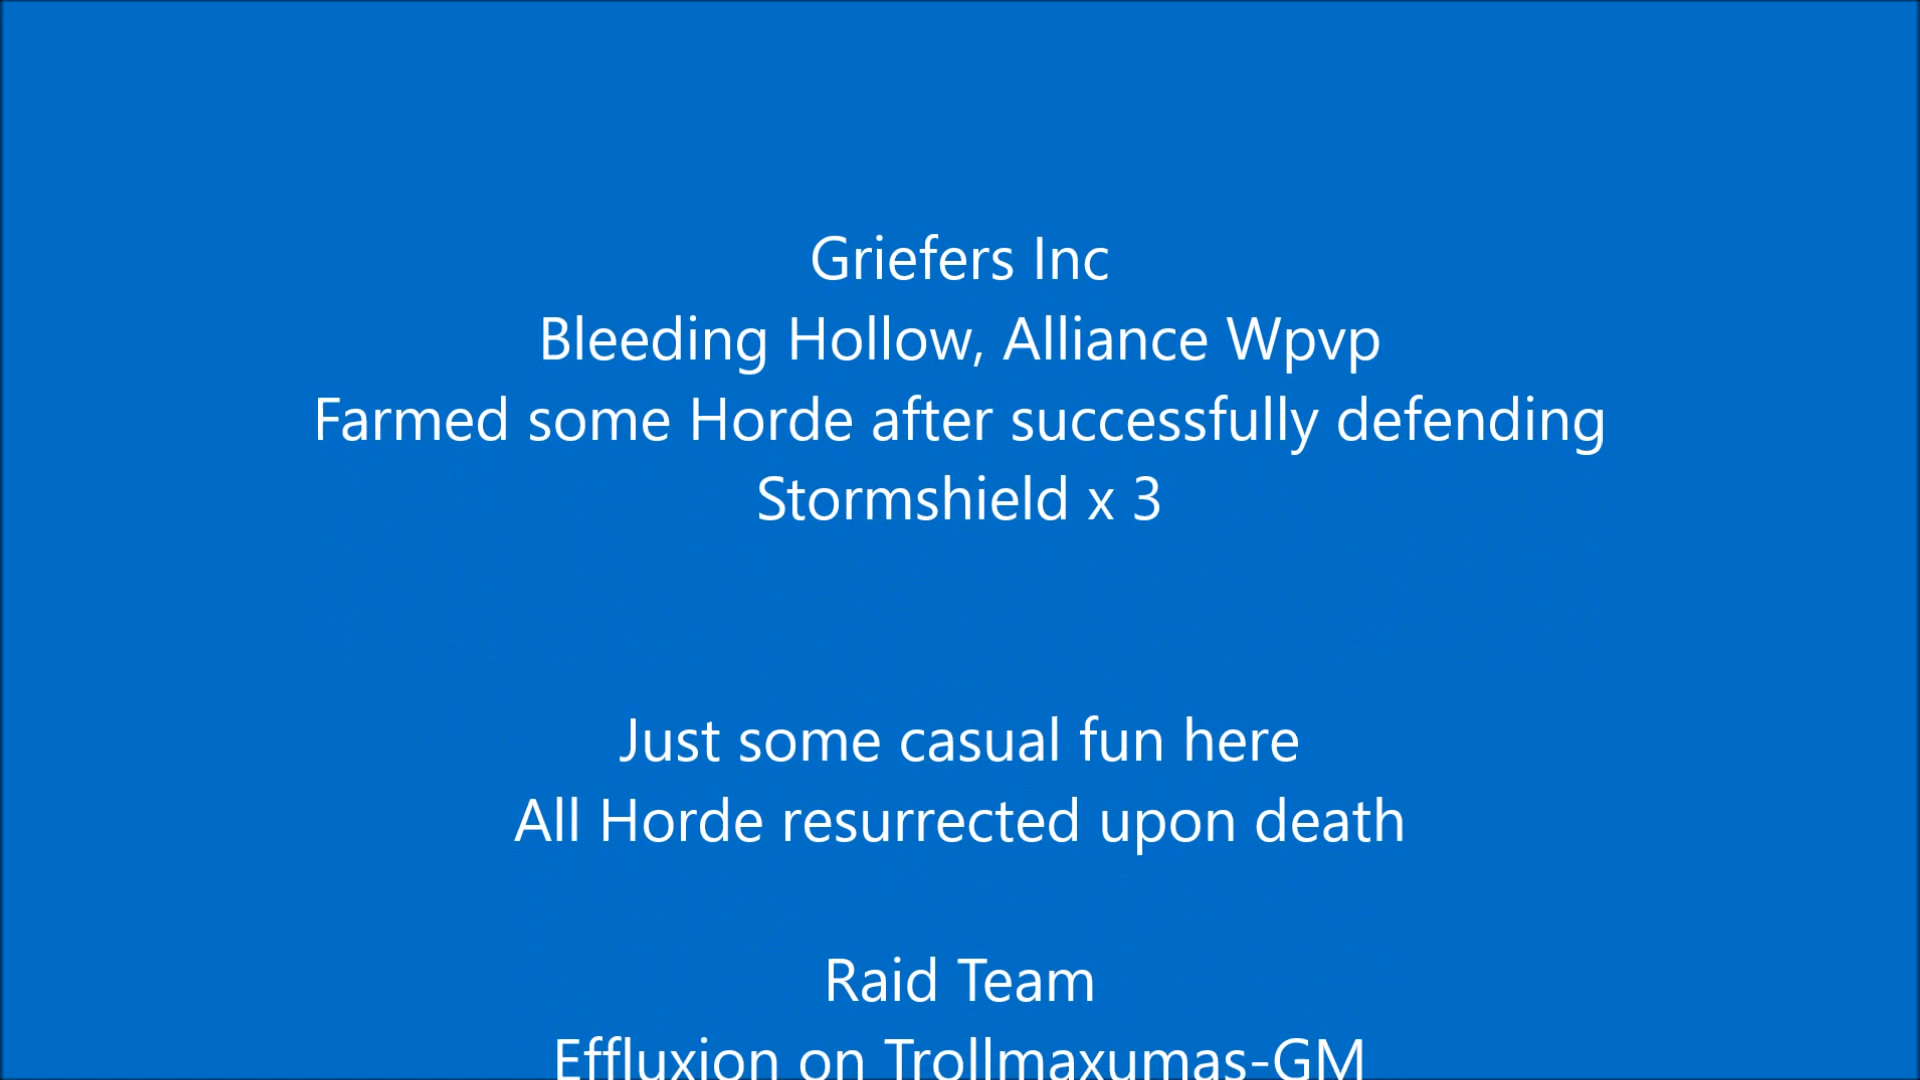 Griefers Inc
Bleeding Hollow, Alliance Wpvp
Farmed some Horde after successfully defending
Stormshield x 3
Just some casual fun here
All Horde resurrected upon death
Raid Team
Effluxion on Trollmaxumas-GM